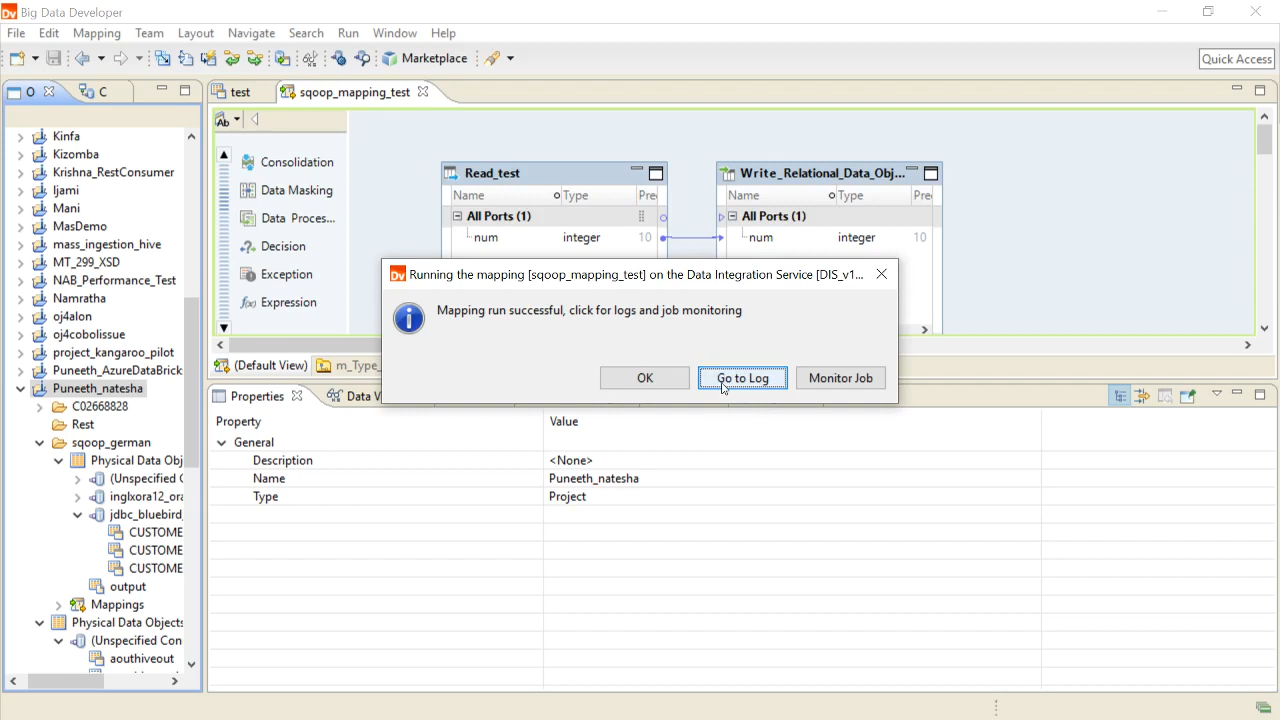 Dv Big Data Developer
File Edit Mapping Team Layout Navigate Search Run Window Help
Marketplace
Quick Access
O C
test sqoop_mapping_test
Kinfa
Kizomba
Krishna_RestConsumer
ljami
Mani
MasDemo
mass_ingestion_hive
MT_299_XSD
NAB_Performance_Test
Namratha
oj4alon
oj4cobolissue
project_kangaroo_pilot
Puneeth_AzureDataBrick
Puneeth_natesha
C02668828
Rest
sqoop_german
Physical Data Obj
(Unspecified C
inglxora12_ora
jdbc_bluebird_
CUSTOME
CUSTOME
CUSTOME
output
Mappings
Physical Data Objects
(Unspecified Con
aouthiveout
Ab
Consolidation
Data Masking
Data Proces...
Decision
Exception
f(x) Expression
Read_test
Name Type Pre
All Ports (1)
num integer 10
Write_Relational_Data_Obj...
Name Type Pre
All Ports (1)
num integer
Dv Running the mapping [sqoop_mapping_test] on the Data Integration Service [DIS_v1...
Mapping run successful, click for logs and job monitoring
OK Go to Log Monitor Job
(Default View) m_Type_
Properties Data V
Property Value
General
Description <None>
Name Puneeth_natesha
Type Project